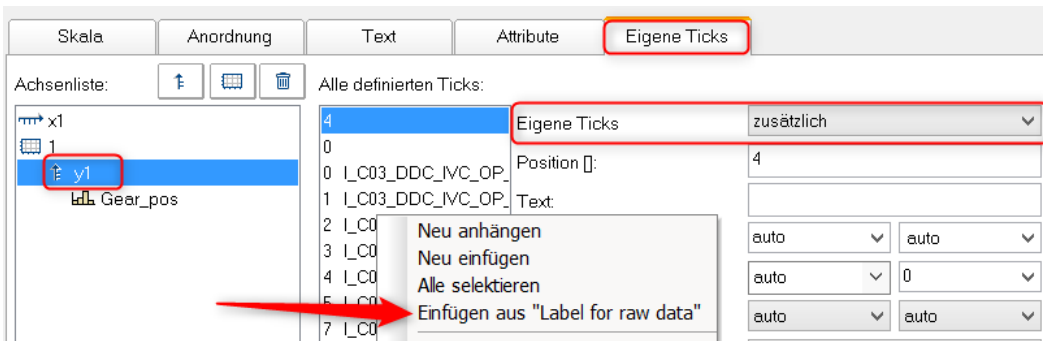 Skala
Anordnung
Text
Attribute
Eigene Ticks
Achsenliste:
Alle definierten Ticks:
x1
1
y1
Gear_pos
4
0
0 I_C03_DDC_IVC_OP_
1 I_C03_DDC_IVC_OP_
2 I_C0
3 I_C0
4 I_C0
5 I_C0
7 I_C0
Eigene Ticks
zusätzlich
Position []:
4
Text:
auto
auto
auto
0
auto
auto
Neu anhängen
Neu einfügen
Alle selektieren
Einfügen aus "Label for raw data"